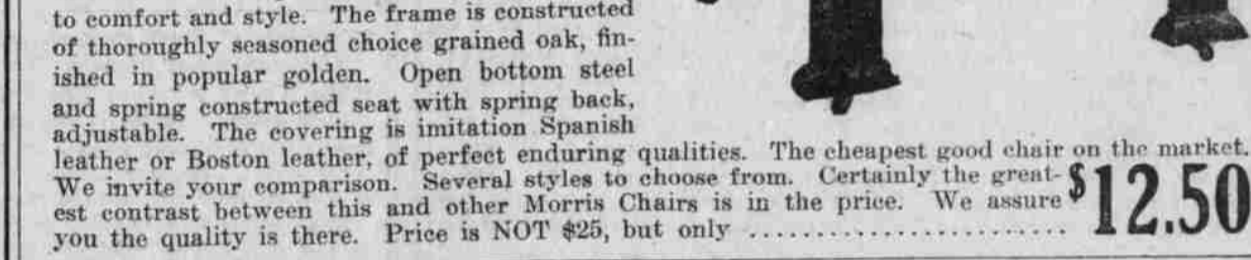 to comfort and style. The frame is constructed
of thoroughly seasoned choice grained oak, fin-
ished in popular golden. Open bottom steel
and spring constructed seat with spring back,
adjustable. The covering is imitation Spanish
leather or Boston leather, of perfect enduring qualities. The cheapest good chair on the market.
We invite your comparison. Several styles to choose from. Certainly the great-
est contrast between this and other Morris Chairs is in the price. We assure
you the quality is there. Price is NOT $25, but only ........................ $12.50